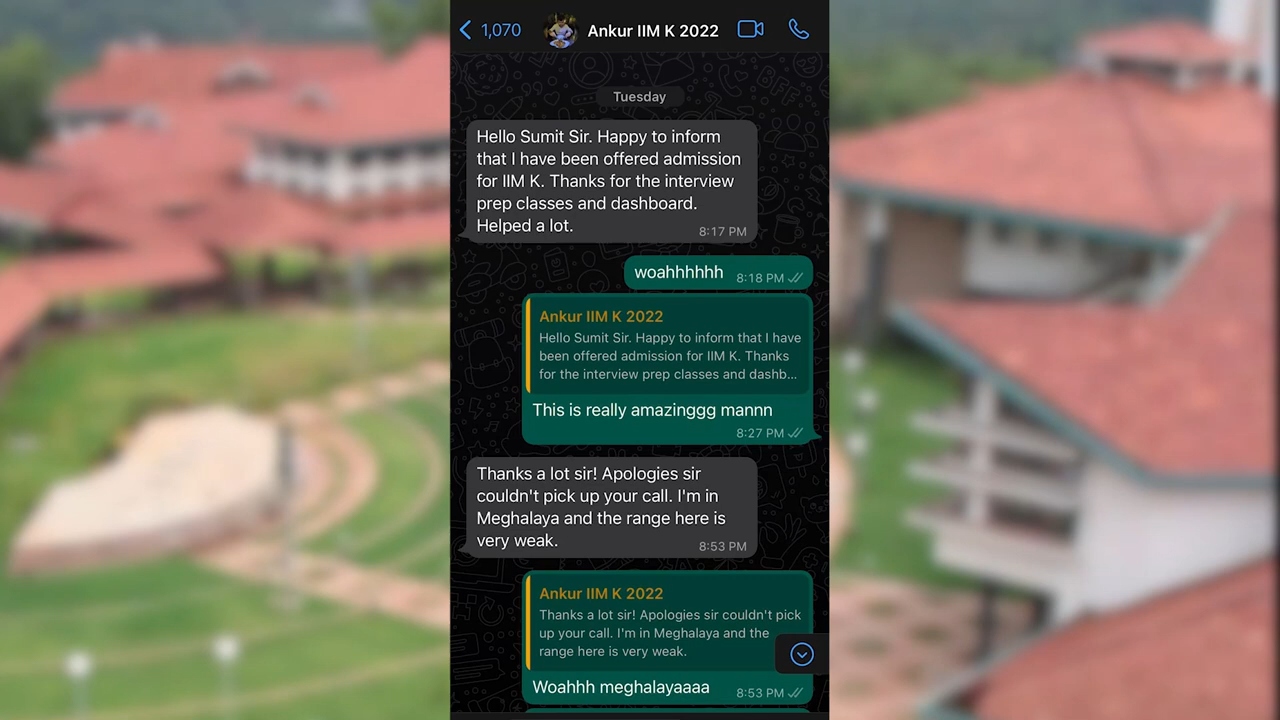 1,070
Ankur IIM K 2022
Tuesday
Hello Sumit Sir. Happy to inform
that I have been offered admission
for IIM K. Thanks for the interview
prep classes and dashboard.
Helped a lot.
8:17 PM
woahhhhhh
8:18 PM
Ankur IIM K 2022
Hello Sumit Sir. Happy to inform that I have
been offered admission for IIM K. Thanks
for the interview prep classes and dashb...
This is really amazinggg mannn
8:27 PM
Thanks a lot sir! Apologies sir
couldn't pick up your call. I'm in
Meghalaya and the range here is
very weak.
8:53 PM
Ankur IIM K 2022
Thanks a lot sir! Apologies sir couldn't pick
up your call. I'm in Meghalaya and the
range here is very weak.
Woahhh meghalayaaaa
8:53 PM